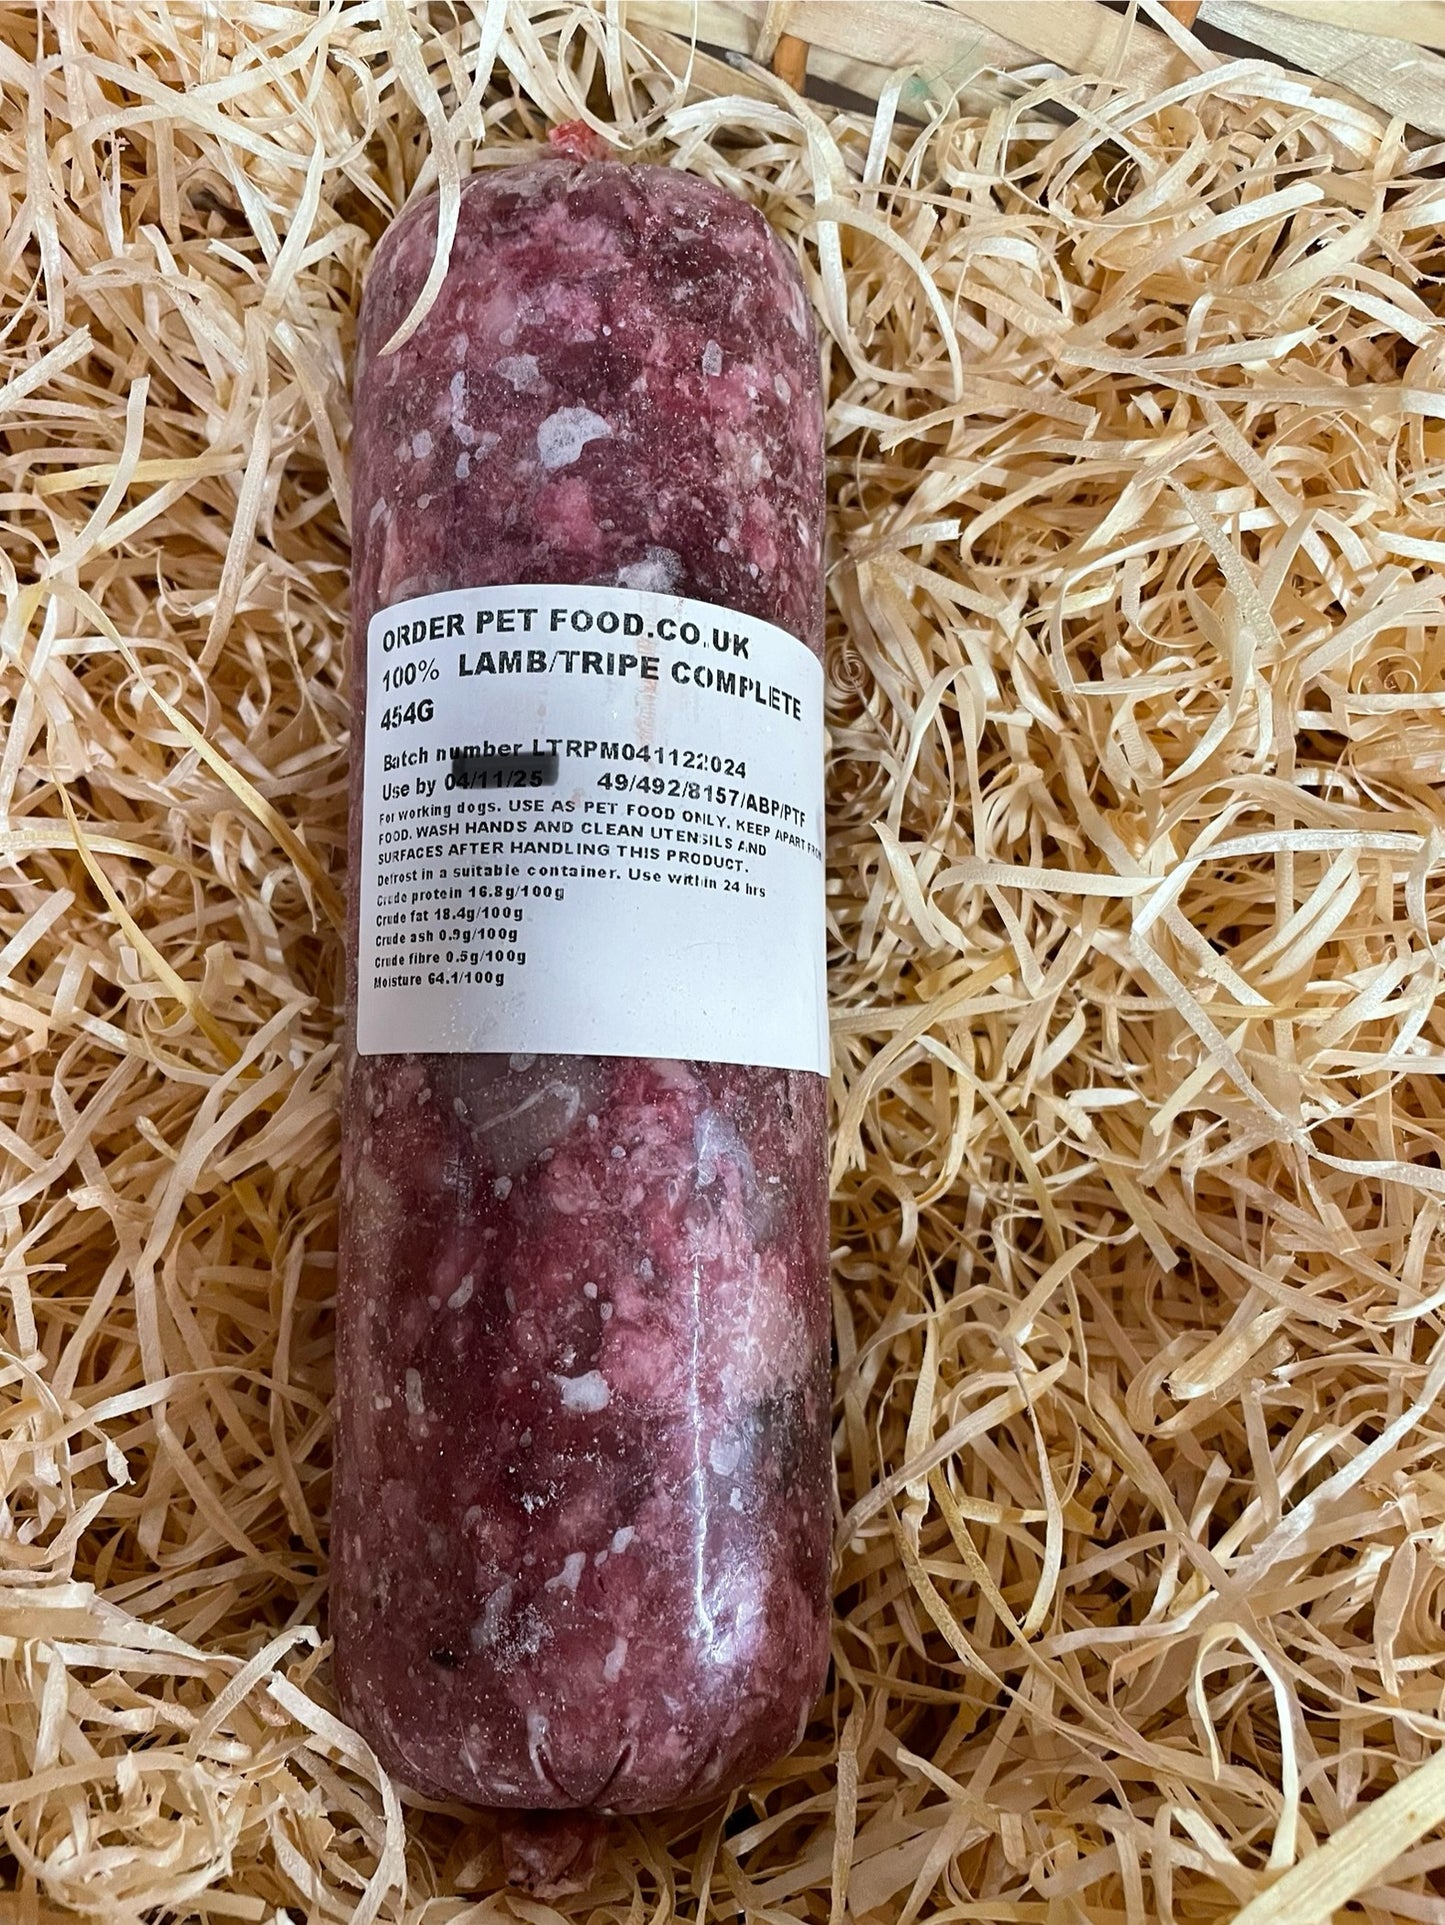 ORDER PET FOOD.CO.UK
100% LAMB/TRIPE COMPLETE
454G
Batch number LTRPM041122024
Use by 04/11/25 49/492/8157/ABP/PTF
For working dogs. USE AS PET FOOD ONLY. KEEP APART FROM
FOOD. WASH HANDS AND CLEAN UTENSILS AND
SURFACES AFTER HANDLING THIS PRODUCT.
Defrost in a suitable container. Use within 24 hrs
Crude protein 16.8g/100g
Crude fat 18.4g/100g
Crude ash 0.9g/100g
Crude fibre 0.5g/100g
Moisture 64.1/100g